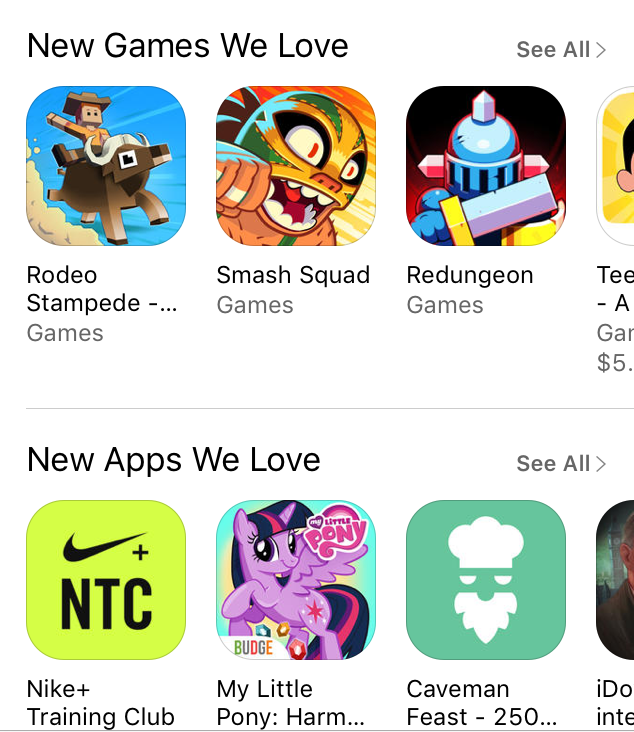 New Games We Love
See All
Rodeo
Stampede -...
Games
Smash Squad
Games
Redungeon
Games
Tee
- A
Gar
$5.
New Apps We Love
See All
+
NTC
my LITTLE
PONY
BUDGE
Nike+
Training Club
My Little
Pony: Harm...
Caveman
Feast - 250...
iDo
inte